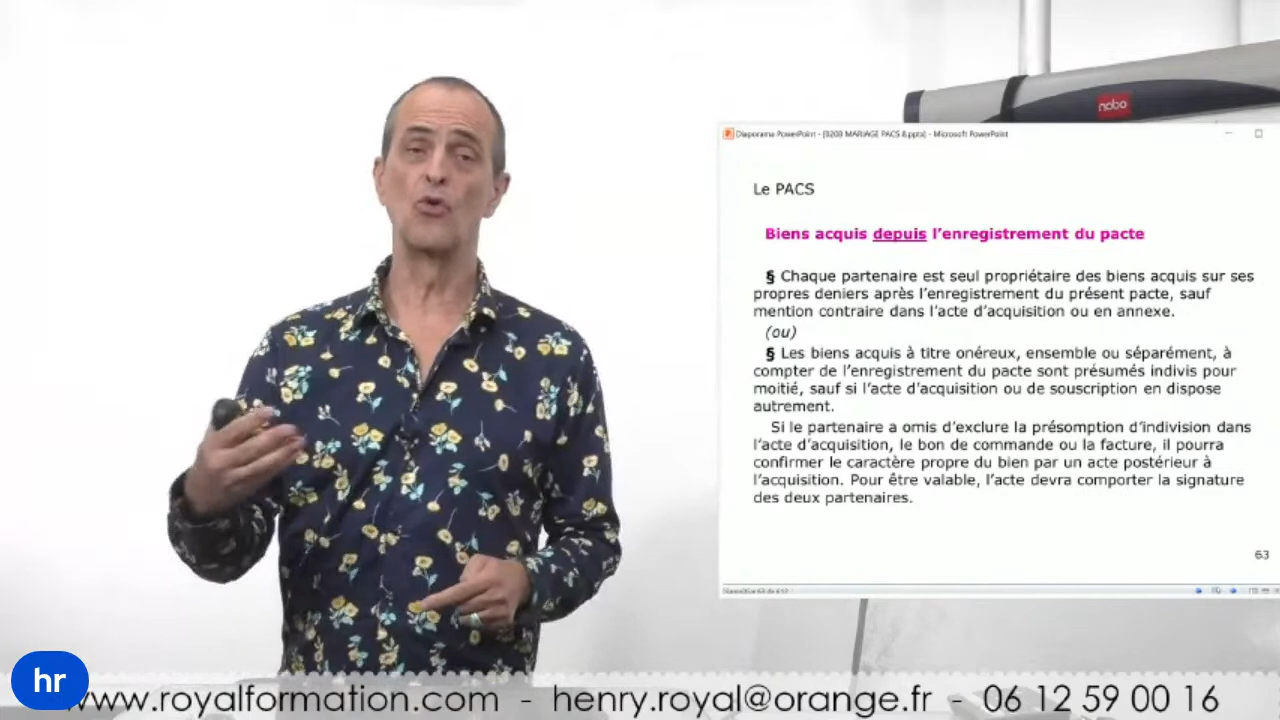 nobo
Diaporama PowerPoint - [0203 MARIAGE PACS 8.pptx] - Microsoft PowerPoint
Le PACS
Biens acquis depuis l’enregistrement du pacte
§ Chaque partenaire est seul propriétaire des biens acquis sur ses
propres deniers après l’enregistrement du présent pacte, sauf
mention contraire dans l’acte d’acquisition ou en annexe.
(ou)
§ Les biens acquis à titre onéreux, ensemble ou séparément, à
compter de l’enregistrement du pacte sont présumés indivis pour
moitié, sauf si l’acte d’acquisition ou de souscription en dispose
autrement.
Si le partenaire a omis d’exclure la présomption d’indivision dans
l’acte d’acquisition, le bon de commande ou la facture, il pourra
confirmer le caractère propre du bien par un acte postérieur à
l’acquisition. Pour être valable, l’acte devra comporter la signature
des deux partenaires.
63
hr
www.royalformation.com - henry.royal@orange.fr - 06 12 59 00 16